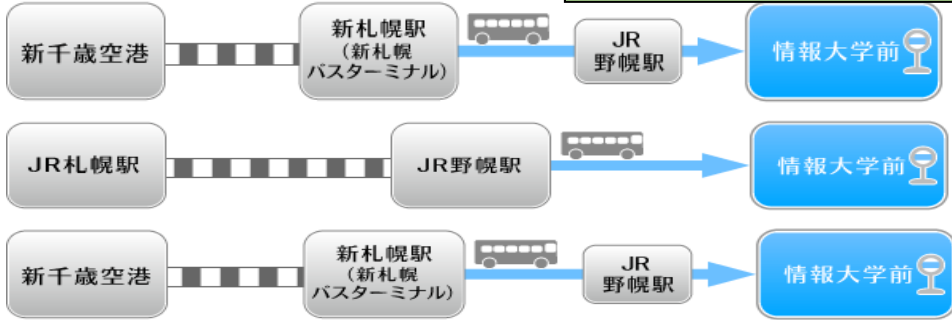 新千歳空港
新札幌駅
(新札幌
バスターミナル)
JR
野幌駅
情報大学前
JR札幌駅
JR野幌駅
情報大学前
新千歳空港
新札幌駅
(新札幌
バスターミナル)
JR
野幌駅
情報大学前